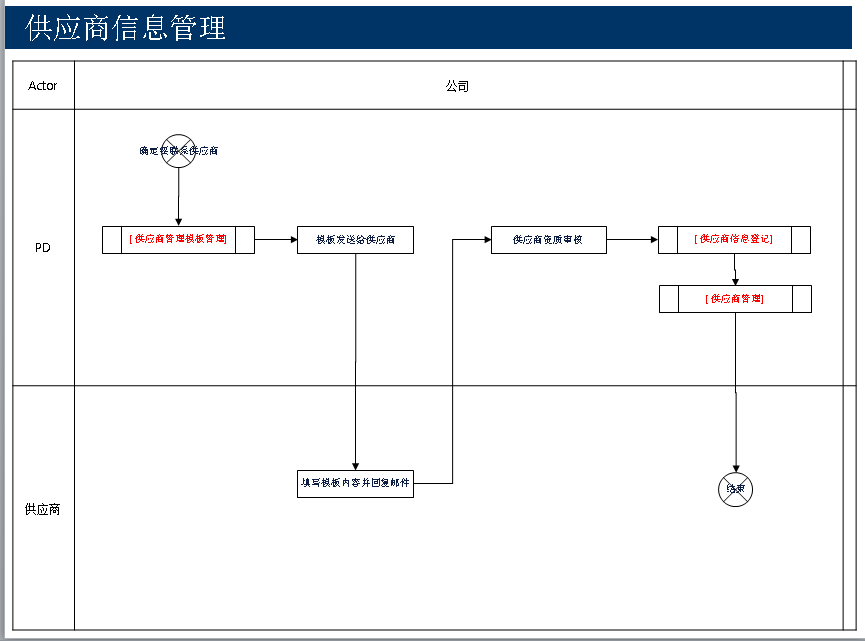 供应商信息管理
Actor
公司
PD
确定要联系供应商
[供应商管理模板管理]
模板发送给供应商
供应商资质审核
[供应商信息登记]
[供应商管理]
供应商
填写模板内容并回复邮件
结束